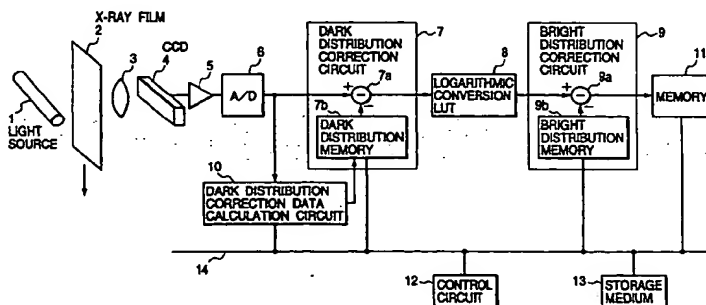 X-RAY FILM
2
3
CCD
4
5
6
A/D
1
LIGHT
SOURCE
DARK
DISTRIBUTION
CORRECTION
CIRCUIT
7
+
7a
−
7b
DARK
DISTRIBUTION
MEMORY
8
LOGARITHMIC
CONVERSION
LUT
BRIGHT
DISTRIBUTION
CORRECTION
CIRCUIT
9
+
9a
−
9b
BRIGHT
DISTRIBUTION
MEMORY
11
MEMORY
10
DARK DISTRIBUTION
CORRECTION DATA
CALCULATION CIRCUIT
14
12
CONTROL
CIRCUIT
13
STORAGE
MEDIUM